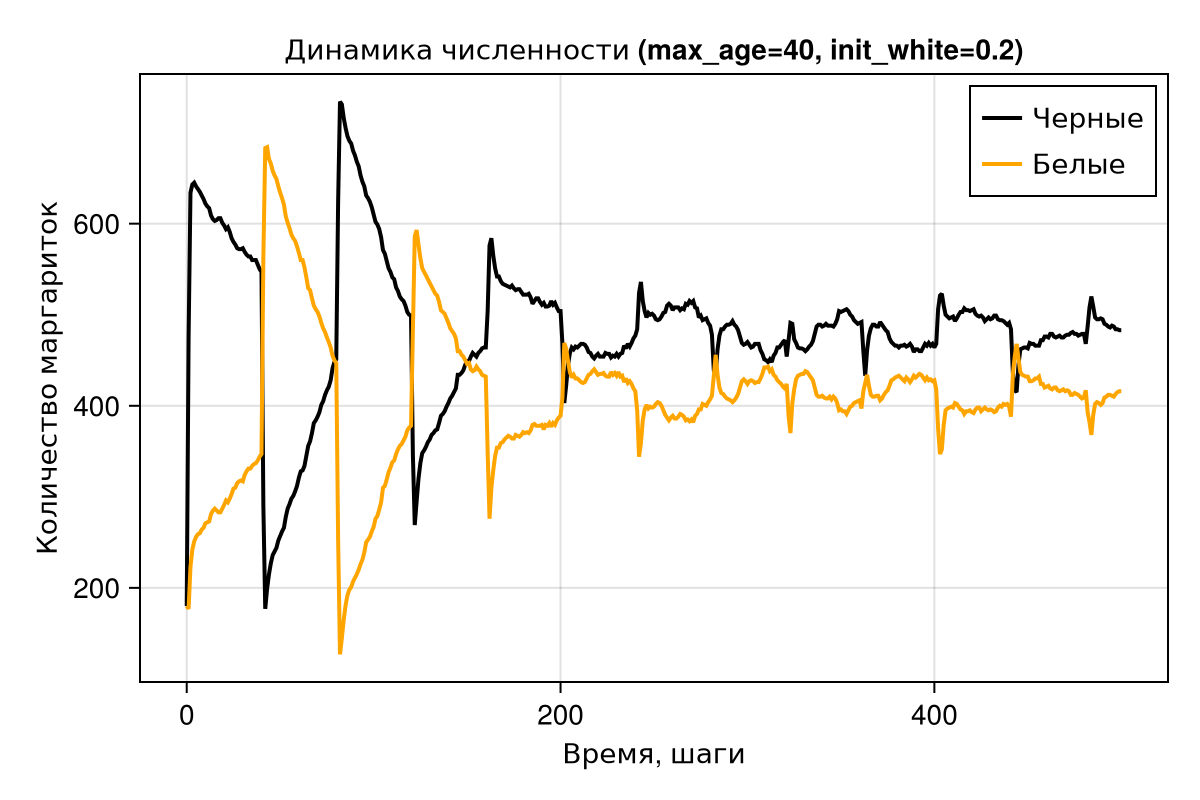 Динамика численности (max_age=40, init_white=0.2)
Черные
Белые
Количество маргариток
600
400
200
0
200
400
Время, шаги